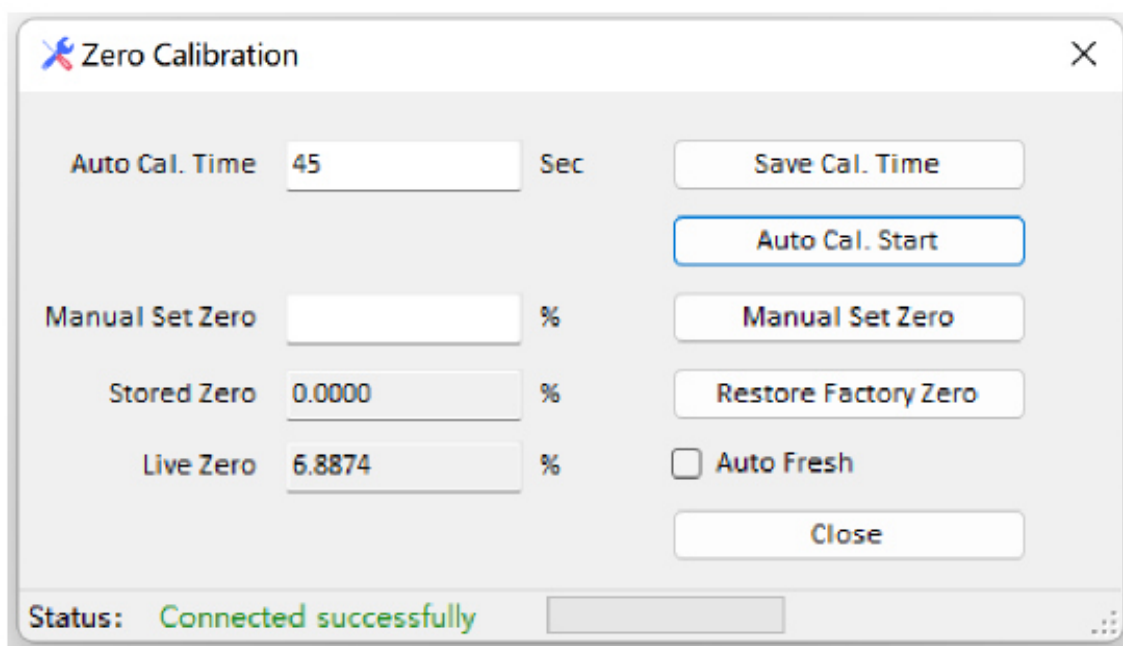 Zero Calibration
Auto Cal. Time 45 Sec Save Cal. Time
Auto Cal. Start
Manual Set Zero % Manual Set Zero
Stored Zero 0.0000 % Restore Factory Zero
Live Zero 6.8874 % Auto Fresh
Close
Status: Connected successfully